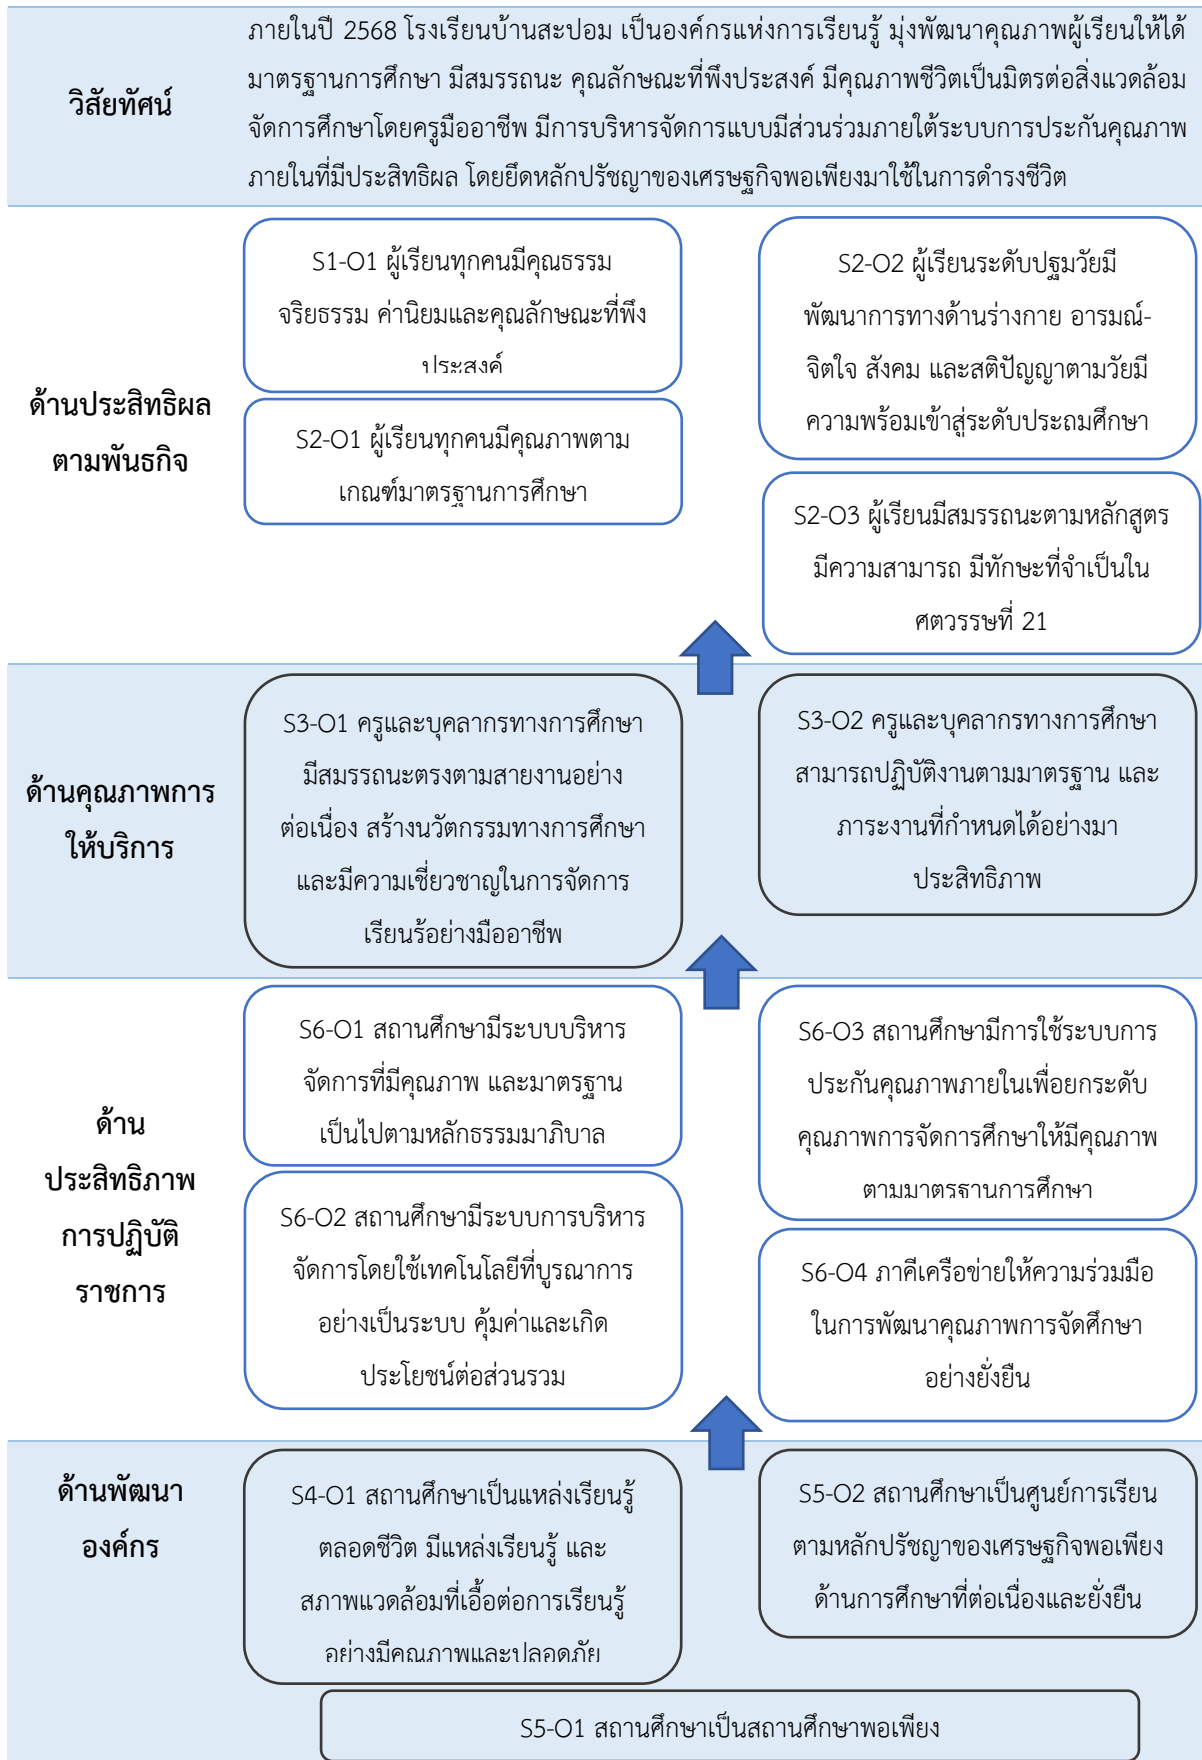 วิสัยทัศน์
ภายในปี 2568 โรงเรียนบ้านสะปอม เป็นองค์กรแห่งการเรียนรู้ มุ่งพัฒนาคุณภาพผู้เรียนให้ได้
มาตรฐานการศึกษา มีสมรรถนะ คุณลักษณะที่พึงประสงค์ มีคุณภาพชีวิตเป็นมิตรต่อสิ่งแวดล้อม
จัดการศึกษาโดยครูมืออาชีพ มีการบริหารจัดการแบบมีส่วนร่วมภายใต้ระบบการประกันคุณภาพ
ภายในที่มีประสิทธิผล โดยยึดหลักปรัชญาของเศรษฐกิจพอเพียงมาใช้ในการดำรงชีวิต
ด้านประสิทธิผล
ตามพันธกิจ
S1-O1 ผู้เรียนทุกคนมีคุณธรรม
จริยธรรม ค่านิยมและคุณลักษณะที่พึง
ประสงค์
S2-O1 ผู้เรียนทุกคนมีคุณภาพตาม
เกณฑ์มาตรฐานการศึกษา
S2-O2 ผู้เรียนระดับปฐมวัยมี
พัฒนาการทางด้านร่างกาย อารมณ์-
จิตใจ สังคม และสติปัญญาตามวัยมี
ความพร้อมเข้าสู่ระดับประถมศึกษา
S2-O3 ผู้เรียนมีสมรรถนะตามหลักสูตร
มีความสามารถ มีทักษะที่จำเป็นใน
ศตวรรษที่ 21
ด้านคุณภาพการ
ให้บริการ
S3-O1 ครูและบุคลากรทางการศึกษา
มีสมรรถนะตรงตามสายงานอย่าง
ต่อเนื่อง สร้างนวัตกรรมทางการศึกษา
และมีความเชี่ยวชาญในการจัดการ
เรียนรู้อย่างมืออาชีพ
S3-O2 ครูและบุคลากรทางการศึกษา
สามารถปฏิบัติงานตามมาตรฐาน และ
ภาระงานที่กำหนดได้อย่างมา
ประสิทธิภาพ
ด้าน
ประสิทธิภาพ
การปฏิบัติ
ราชการ
S6-O1 สถานศึกษามีระบบบริหาร
จัดการที่มีคุณภาพ และมาตรฐาน
เป็นไปตามหลักธรรมมาภิบาล
S6-O2 สถานศึกษามีระบบการบริหาร
จัดการโดยใช้เทคโนโลยีที่บูรณาการ
อย่างเป็นระบบ คุ้มค่าและเกิด
ประโยชน์ต่อส่วนรวม
S6-O3 สถานศึกษามีการใช้ระบบการ
ประกันคุณภาพภายในเพื่อยกระดับ
คุณภาพการจัดการศึกษาให้มีคุณภาพ
ตามมาตรฐานการศึกษา
S6-O4 ภาคีเครือข่ายให้ความร่วมมือ
ในการพัฒนาคุณภาพการจัดศึกษา
อย่างยั่งยืน
ด้านพัฒนา
องค์กร
S4-O1 สถานศึกษาเป็นแหล่งเรียนรู้
ตลอดชีวิต มีแหล่งเรียนรู้ และ
สภาพแวดล้อมที่เอื้อต่อการเรียนรู้
อย่างมีคุณภาพและปลอดภัย
S5-O2 สถานศึกษาเป็นศูนย์การเรียน
ตามหลักปรัชญาของเศรษฐกิจพอเพียง
ด้านการศึกษาที่ต่อเนื่องและยั่งยืน
S5-O1 สถานศึกษาเป็นสถานศึกษาพอเพียง